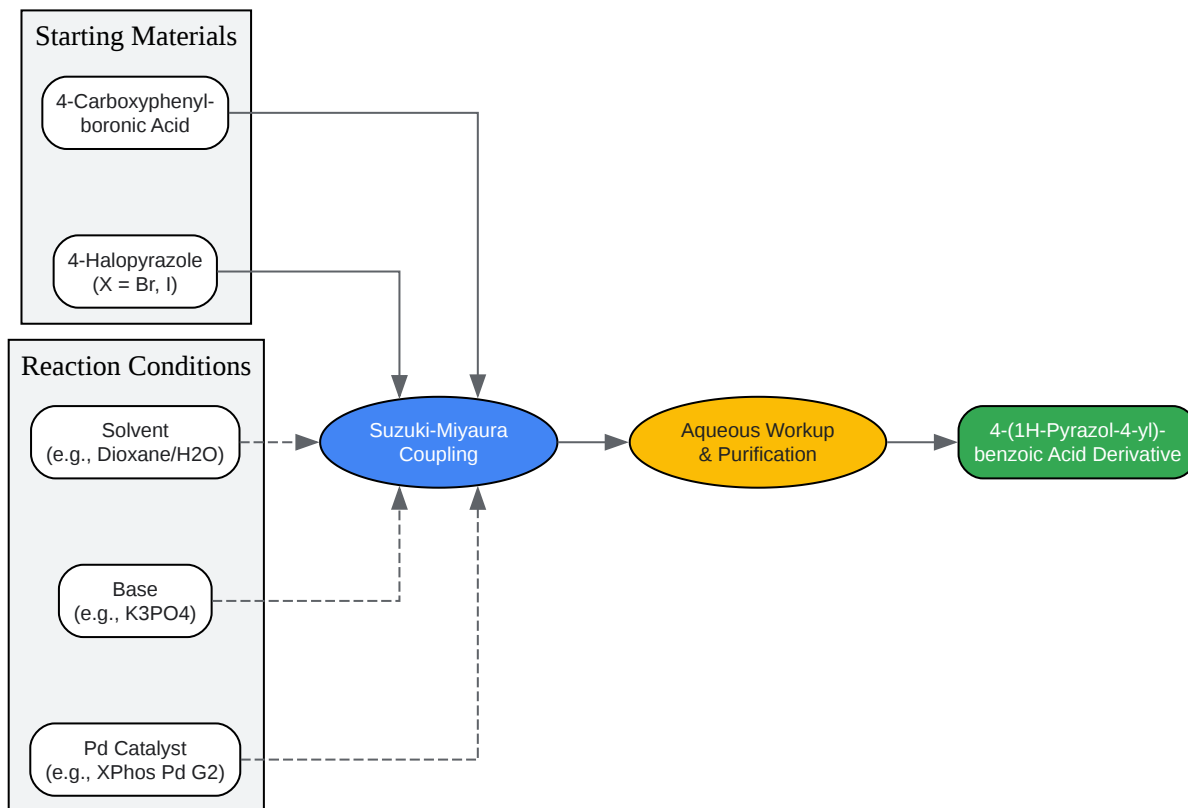 Starting Materials
4-Carboxyphenyl-
boronic Acid
4-Halopyrazole
(X = Br, I)
Reaction Conditions
Solvent
(e.g., Dioxane/H2O)
Base
(e.g., K3PO4)
Pd Catalyst
(e.g., XPhos Pd G2)
Suzuki-Miyaura
Coupling
Aqueous Workup
& Purification
4-(1H-Pyrazol-4-yl)-
benzoic Acid Derivative